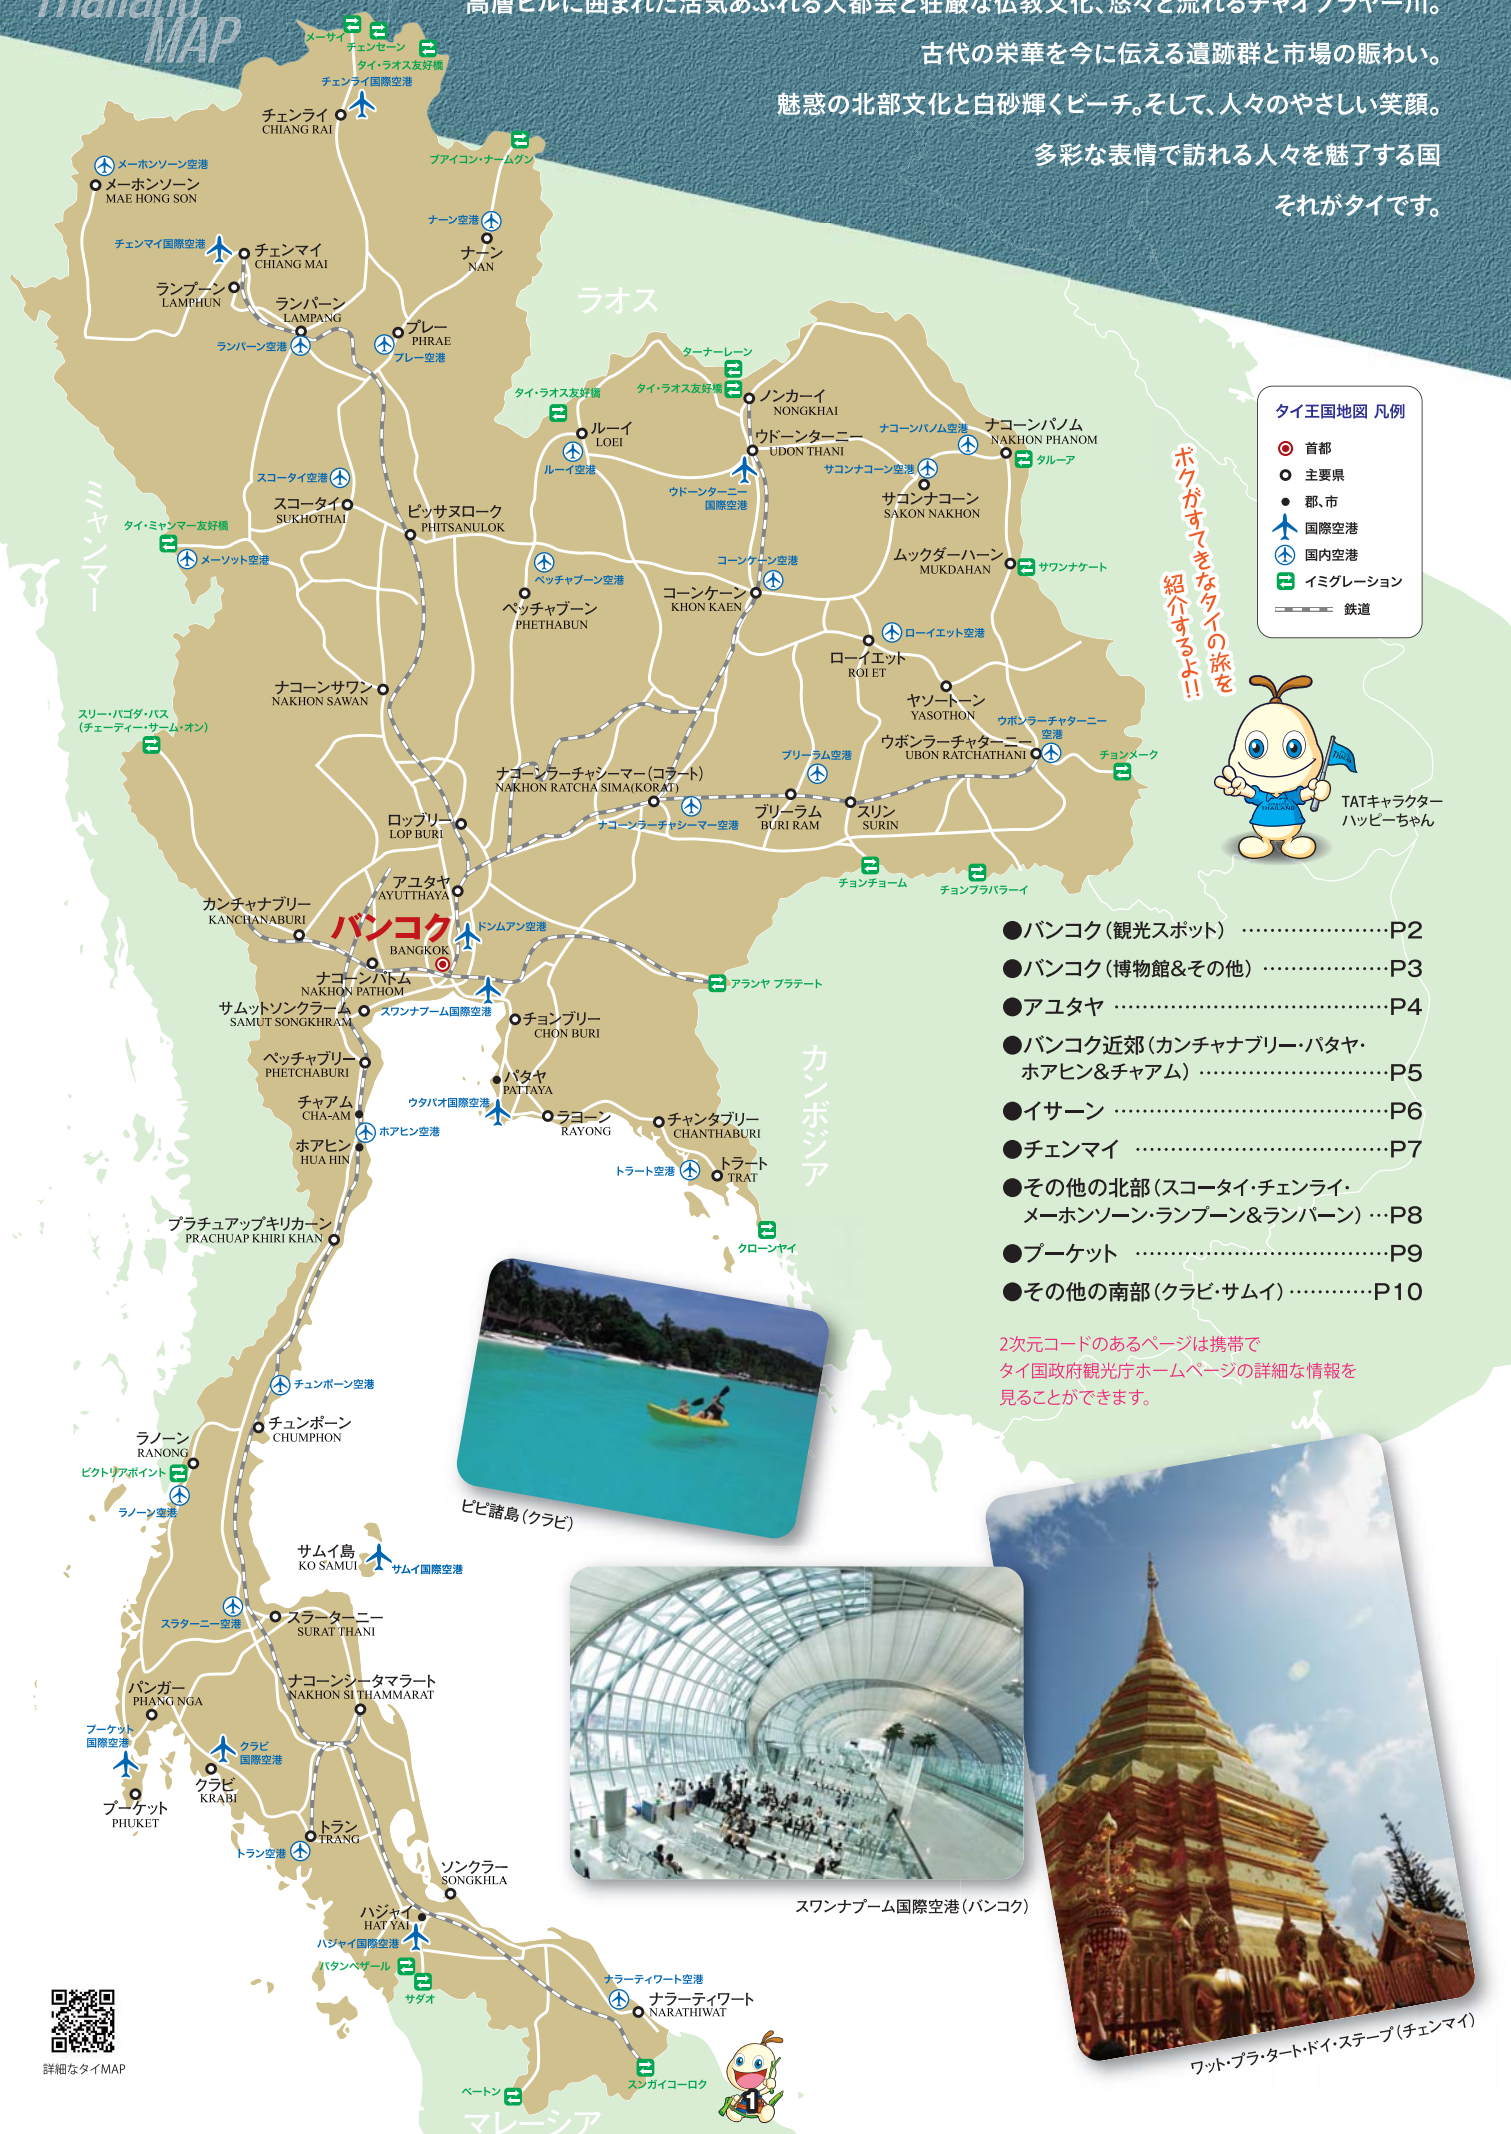 Thailand
MAP
高層ビルに囲まれた活気あふれる大都会と荘厳な仏教文化、悠々と流れるチャオプラヤー川。
古代の栄華を今に伝える遺跡群と市場の賑わい。
魅惑の北部文化と白砂輝くビーチ。そして、人々のやさしい笑顔。
多彩な表情で訪れる人々を魅了する国
それがタイです。
メーサイ
チェンセーン
タイ・ラオス友好橋
チェンライ国際空港
チェンライ
CHIANG RAI
ブアイコン・ナームグン
メーホンソーン空港
メーホンソーン
MAE HONG SON
ナーン空港
ナーン
NAN
チェンマイ国際空港
チェンマイ
CHIANG MAI
ランプーン
LAMPHUN
ランパーン
LAMPANG
ランパーン空港
プレー
PHRAE
プレー空港
ラオス
ターナーレーン
タイ・ラオス友好橋
タイ・ラオス友好橋
ノンカーイ
NONGKHAI
ルーイ
LOEI
ルーイ空港
ウドーンターニー
UDON THANI
ウドーンターニー
国際空港
ナコーンパノム空港
ナコーンパノム
NAKHON PHANOM
タルーア
サコンナコーン空港
サコンナコーン
SAKON NAKHON
スコータイ空港
スコータイ
SUKHOTHAI
ピッサヌローク
PHITSANULOK
ミャンマー
タイ・ミャンマー友好橋
メーソット空港
ペッチャブーン空港
ペッチャブーン
PHETHABUN
コーンケーン空港
コーンケーン
KHON KAEN
ムックダーハーン
MUKDAHAN
サワンナケート
ローイエット空港
ローイエット
ROI ET
ヤソートーン
YASOTHON
ナコーンサワン
NAKHON SAWAN
スリー・パゴダ・パス
(チェーディー・サーム・オン)
ウボンラーチャターニー
空港
ウボンラーチャターニー
UBON RATCHATHANI
チョンメーク
ブリーラム空港
ナコーンラーチャシーマー(コラート)
NAKHON RATCHA SIMA(KORAT)
ナコーンラーチャシーマー空港
ブリーラム
BURI RAM
スリン
SURIN
ロッブリー
LOP BURI
チョンチョーム
チョンプラパラーイ
アユタヤ
AYUTTHAYA
カンチャナブリー
KANCHANABURI
バンコク
BANGKOK
ドンムアン空港
ナコーンパトム
NAKHON PATHOM
アランヤ プラテート
サムットソンクラーム
SAMUT SONGKHRAM
スワンナプーム国際空港
チョンブリー
CHON BURI
ペッチャブリー
PHETCHABURI
パタヤ
PATTAYA
チャアム
CHA-AM
ウタパオ国際空港
ラヨーン
RAYONG
チャンタブリー
CHANTHABURI
ホアヒン空港
ホアヒン
HUA HIN
トラート空港
トラート
TRAT
カンボジア
プラチュアップキリカーン
PRACHUAP KHIRI KHAN
クローンヤイ
チュンポーン空港
チュンポーン
CHUMPHON
ラノーン
RANONG
ビクトリアポイント
ラノーン空港
サムイ島
KO SAMUI
サムイ国際空港
スラターニー空港
スラーターニー
SURAT THANI
パンガー
PHANG NGA
ナコーンシータマラート
NAKHON SI THAMMARAT
プーケット
国際空港
クラビ
国際空港
クラビ
KRABI
プーケット
PHUKET
トラン
TRANG
トラン空港
ソンクラー
SONGKHLA
ハジャイ
HAT YAI
ハジャイ国際空港
パタンベザール
サダオ
ナラーティワート空港
ナラーティワート
NARATHIWAT
スンガイコーロク
ベートン
マレーシア
詳細なタイMAP
1
タイ王国地図 凡例
首都
主要県
郡、市
国際空港
国内空港
イミグレーション
鉄道
ボクがすてきなタイの旅を
紹介するよ!!
TATキャラクター
ハッピーちゃん
●バンコク(観光スポット) …………………P2
●バンコク(博物館&その他) ………………P3
●アユタヤ …………………………………P4
●バンコク近郊(カンチャナブリー・パタヤ・
ホアヒン&チャアム) ………………………P5
●イサーン …………………………………P6
●チェンマイ ………………………………P7
●その他の北部(スコータイ・チェンライ・
メーホンソーン・ランプーン&ランパーン) …P8
●プーケット ………………………………P9
●その他の南部(クラビ・サムイ) …………P10
2次元コードのあるページは携帯で
タイ国政府観光庁ホームページの詳細な情報を
見ることができます。
ピピ諸島(クラビ)
スワンナプーム国際空港(バンコク)
ワット・プラ・タート・ドイ・ステープ(チェンマイ)